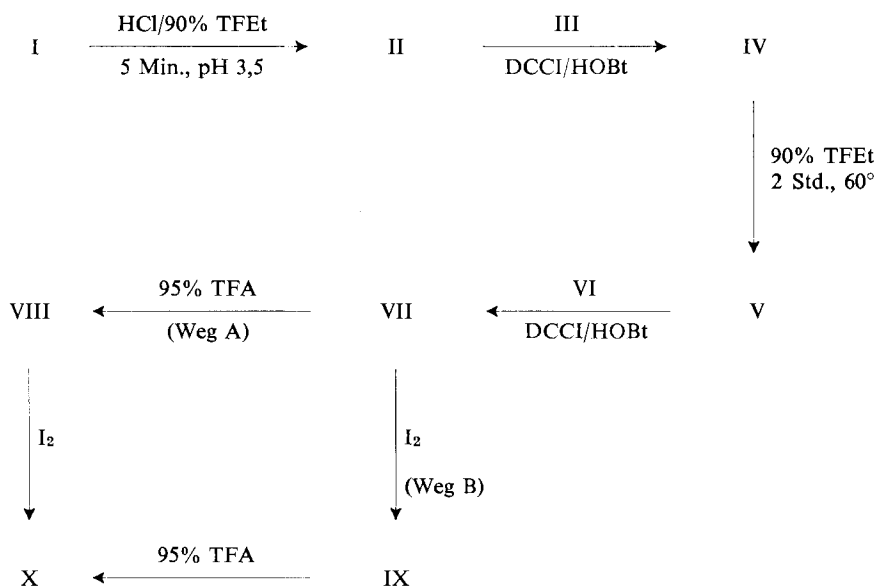 I
HCl/90% TFEt
5 Min., pH 3,5
II
III
DCCI/HOBt
IV
90% TFEt
2 Std., 60°
VIII
95% TFA
(Weg A)
VII
VI
DCCI/HOBt
V
I2
I2
(Weg B)
X
95% TFA
IX